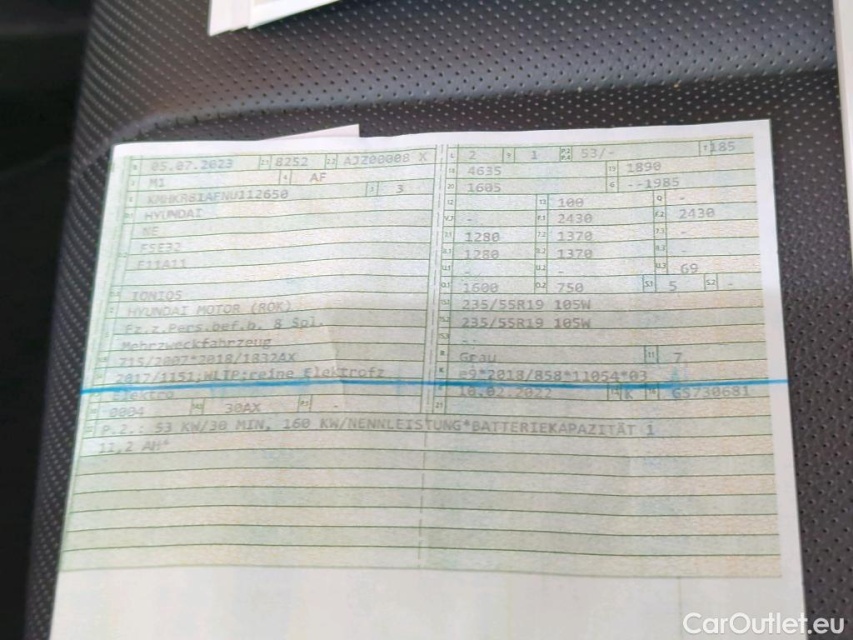 05.07.2023 8252 AJZ00008 X
M1 AF
3
HYUNDAI
NE
F5E32
E11A11
IONIQ5
HYUNDAI MOTOR (ROK)
Fz.z.Pers.bef.b. 8 Spl.
Mehrzweckfahrzeug
715/2007*2018/1832AX
2017/1151;WLTP;reine Elektrofz
Elektro
0004 30AX -
2 1 53/- 185
4635 1890
1605 --1985
- 100 -
- 2430 2430
1280 1370 -
1280 1370 -
- - 69
1600 750 5 -
235/55R19 105W
235/55R19 105W
-
Grau 7
e9*2018/858*11054*03
10.02.2022 K GS730681
P.2.: 53 KW/30 MIN, 160 KW/NENNLEISTUNG*BATTERIEKAPAZITÄT 1
11,2 AH*
CarOutlet.eu